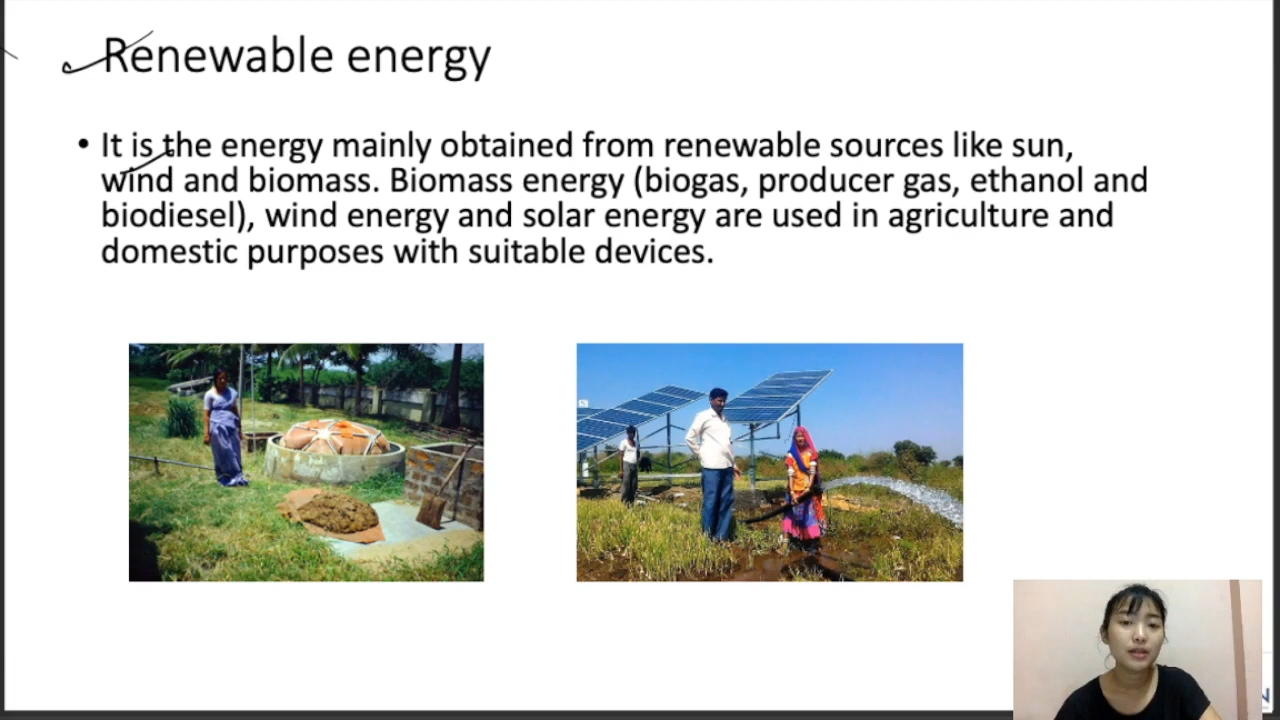 Renewable energy
• It is the energy mainly obtained from renewable sources like sun,
wind and biomass. Biomass energy (biogas, producer gas, ethanol and
biodiesel), wind energy and solar energy are used in agriculture and
domestic purposes with suitable devices.
N